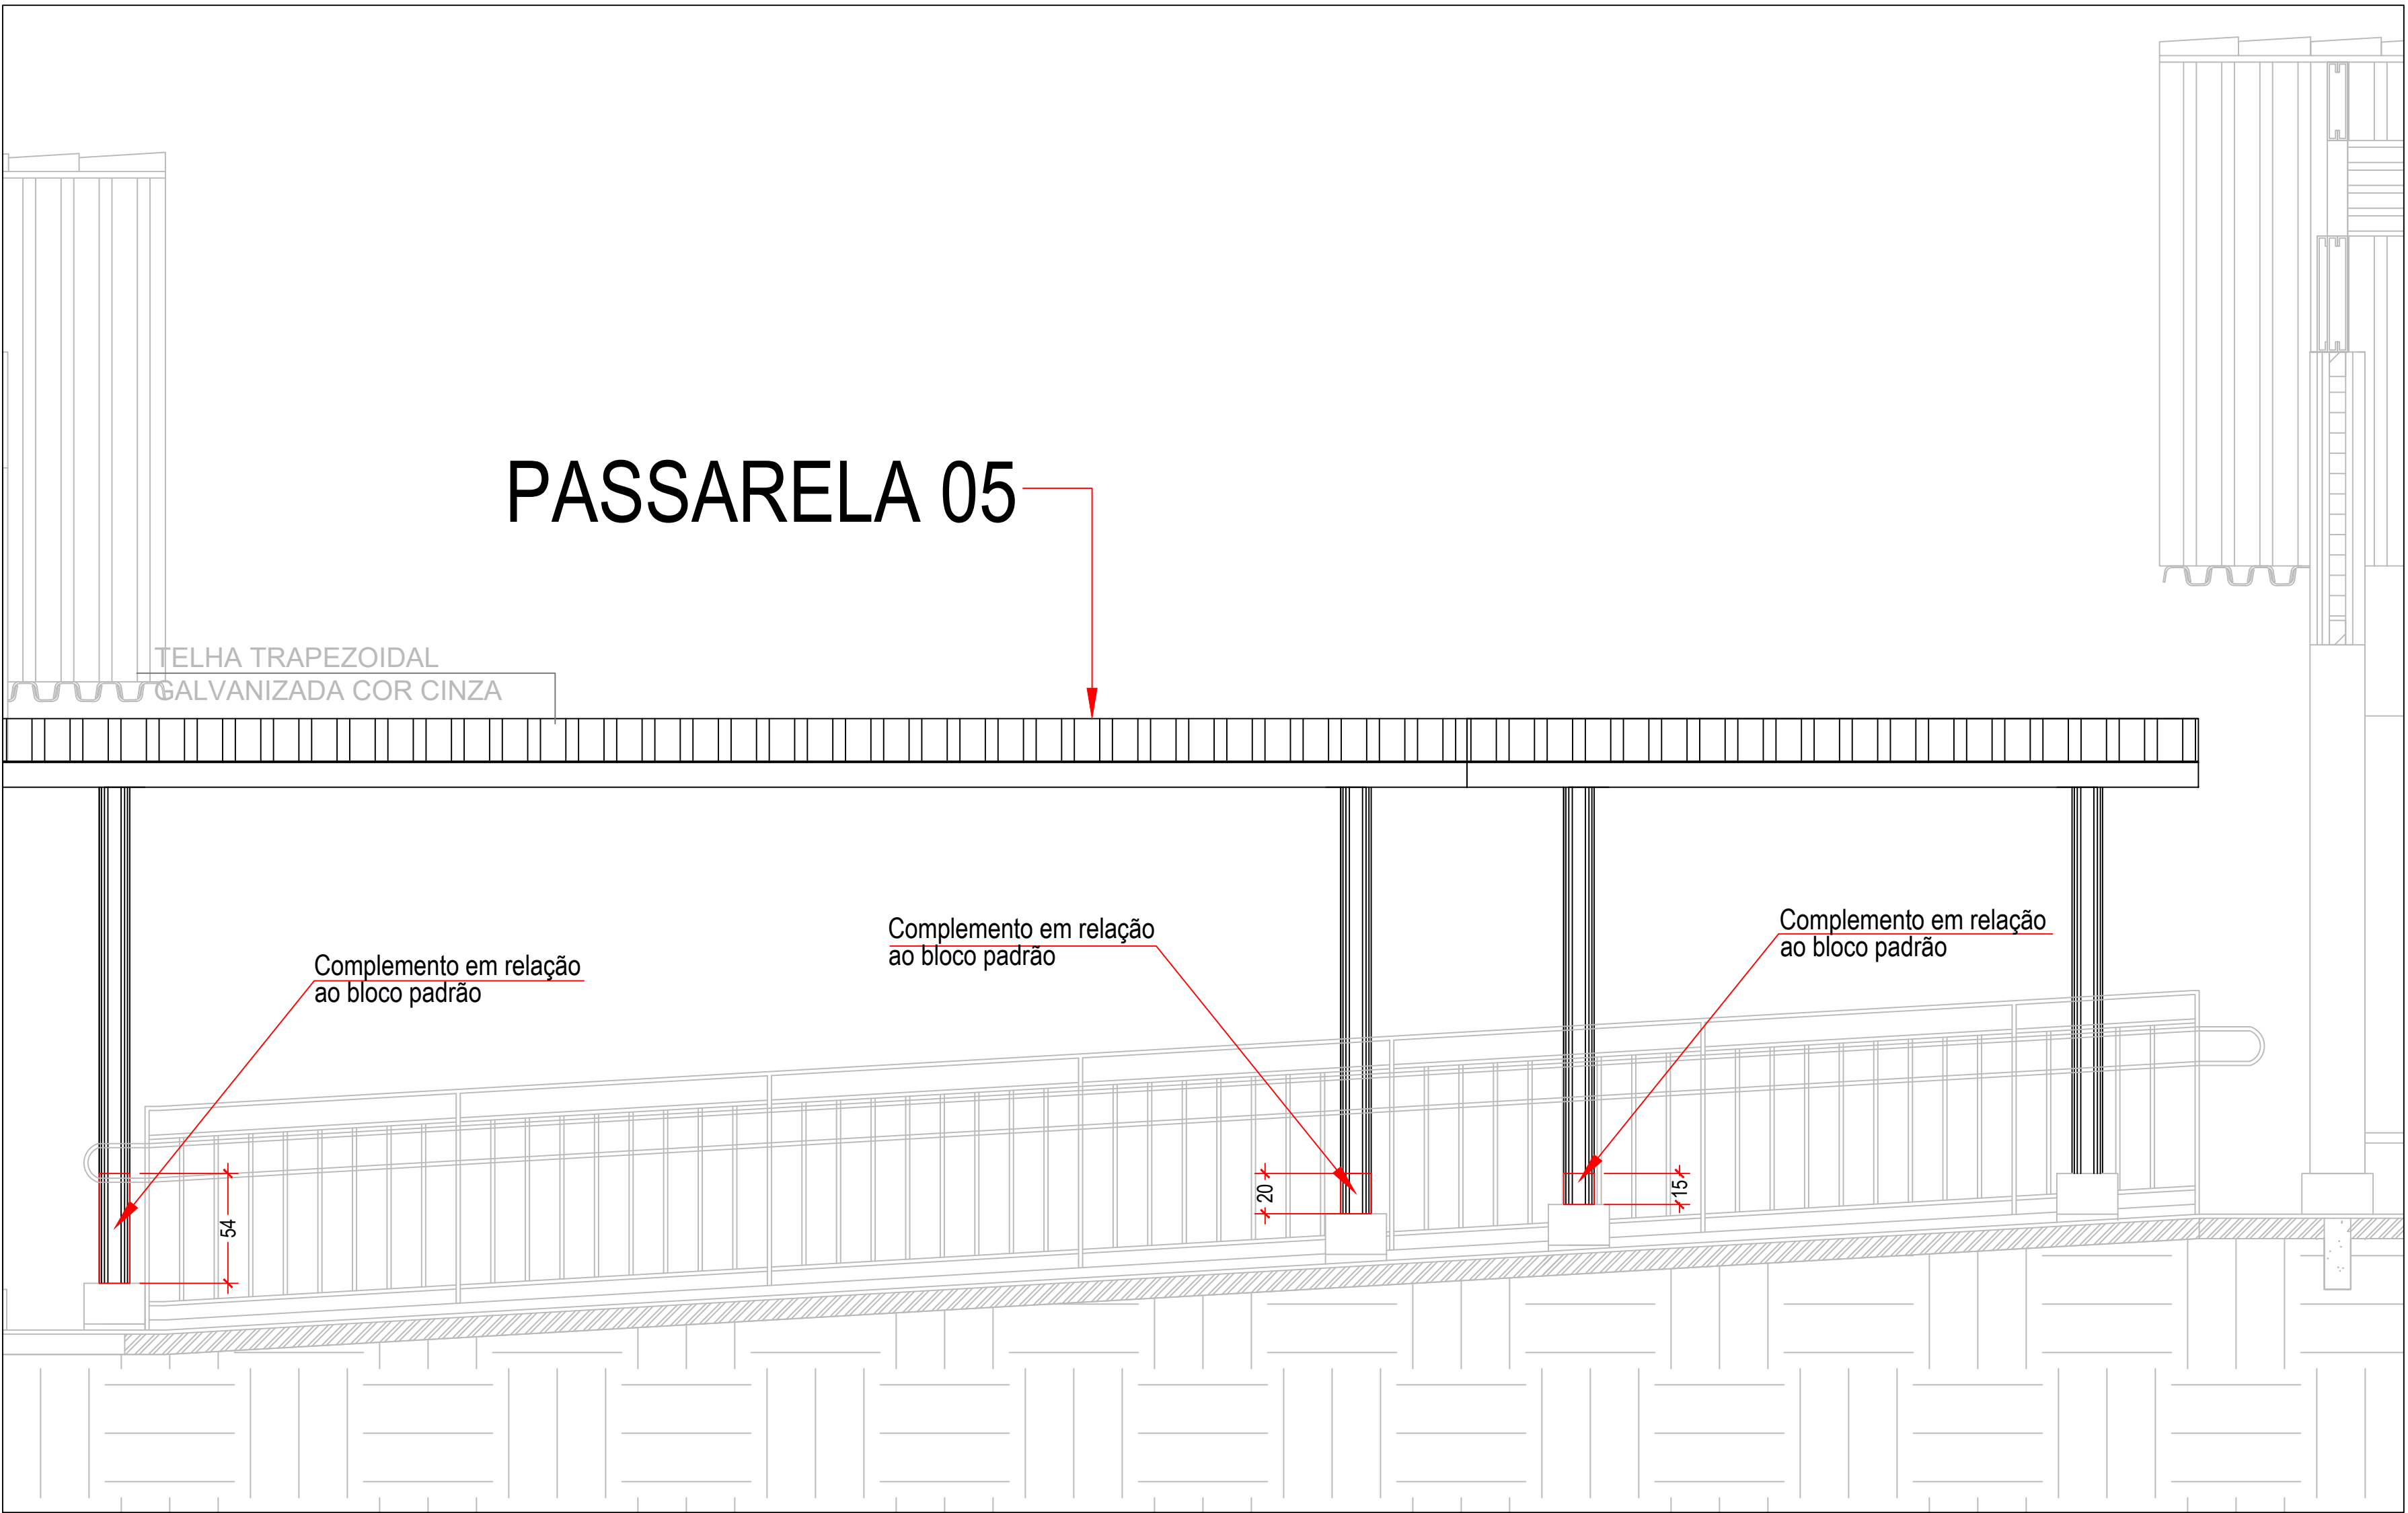 PASSARELA 05
TELHA TRAPEZOIDAL
GALVANIZADA COR CINZA
Complemento em relação
ao bloco padrão
Complemento em relação
ao bloco padrão
Complemento em relação
ao bloco padrão
54
20
15